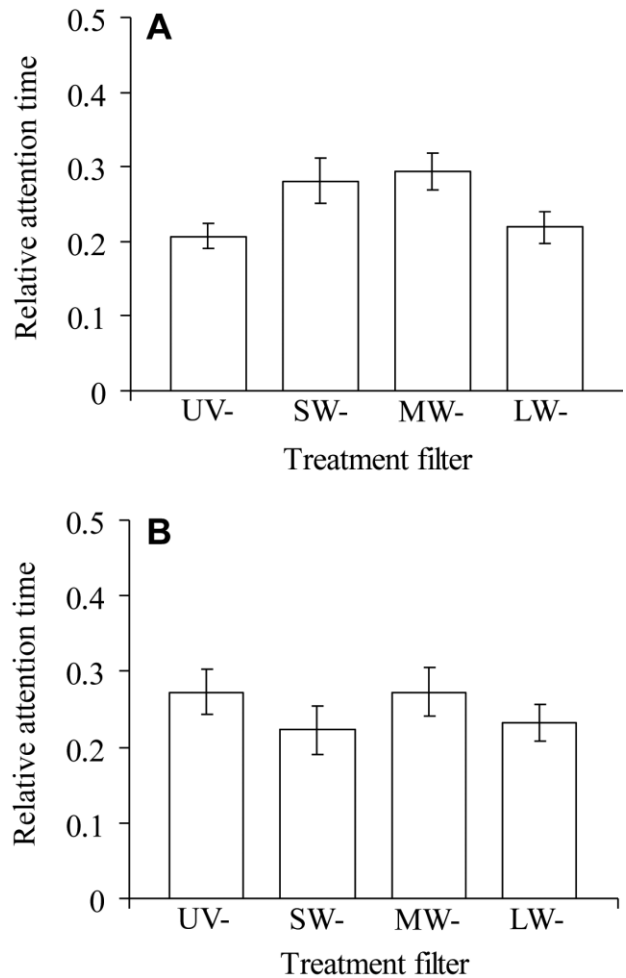 A
Relative attention time
0.5
0.4
0.3
0.2
0.1
0
UV- SW- MW- LW-
Treatment filter
B
Relative attention time
0.5
0.4
0.3
0.2
0.1
0
UV- SW- MW- LW-
Treatment filter